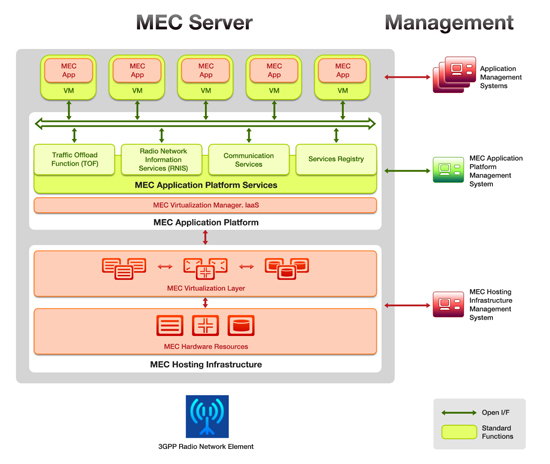 MEC Server
Management
MEC
App
VM
MEC
App
VM
MEC
App
VM
MEC
App
VM
MEC
App
VM
Application
Management
Systems
Traffic Offload
Function (TOF)
Radio Network
Information
Services (RNIS)
Communication
Services
Services Registry
MEC Application Platform Services
MEC Application
Platform
Management
System
MEC Virtualization Manager. IaaS
MEC Application Platform
MEC Virtualization Layer
MEC Hosting
Infrastructure
Management
System
MEC Hardware Resources
MEC Hosting Infrastructure
3GPP Radio Network Element
Open I/F
Standard
Functions